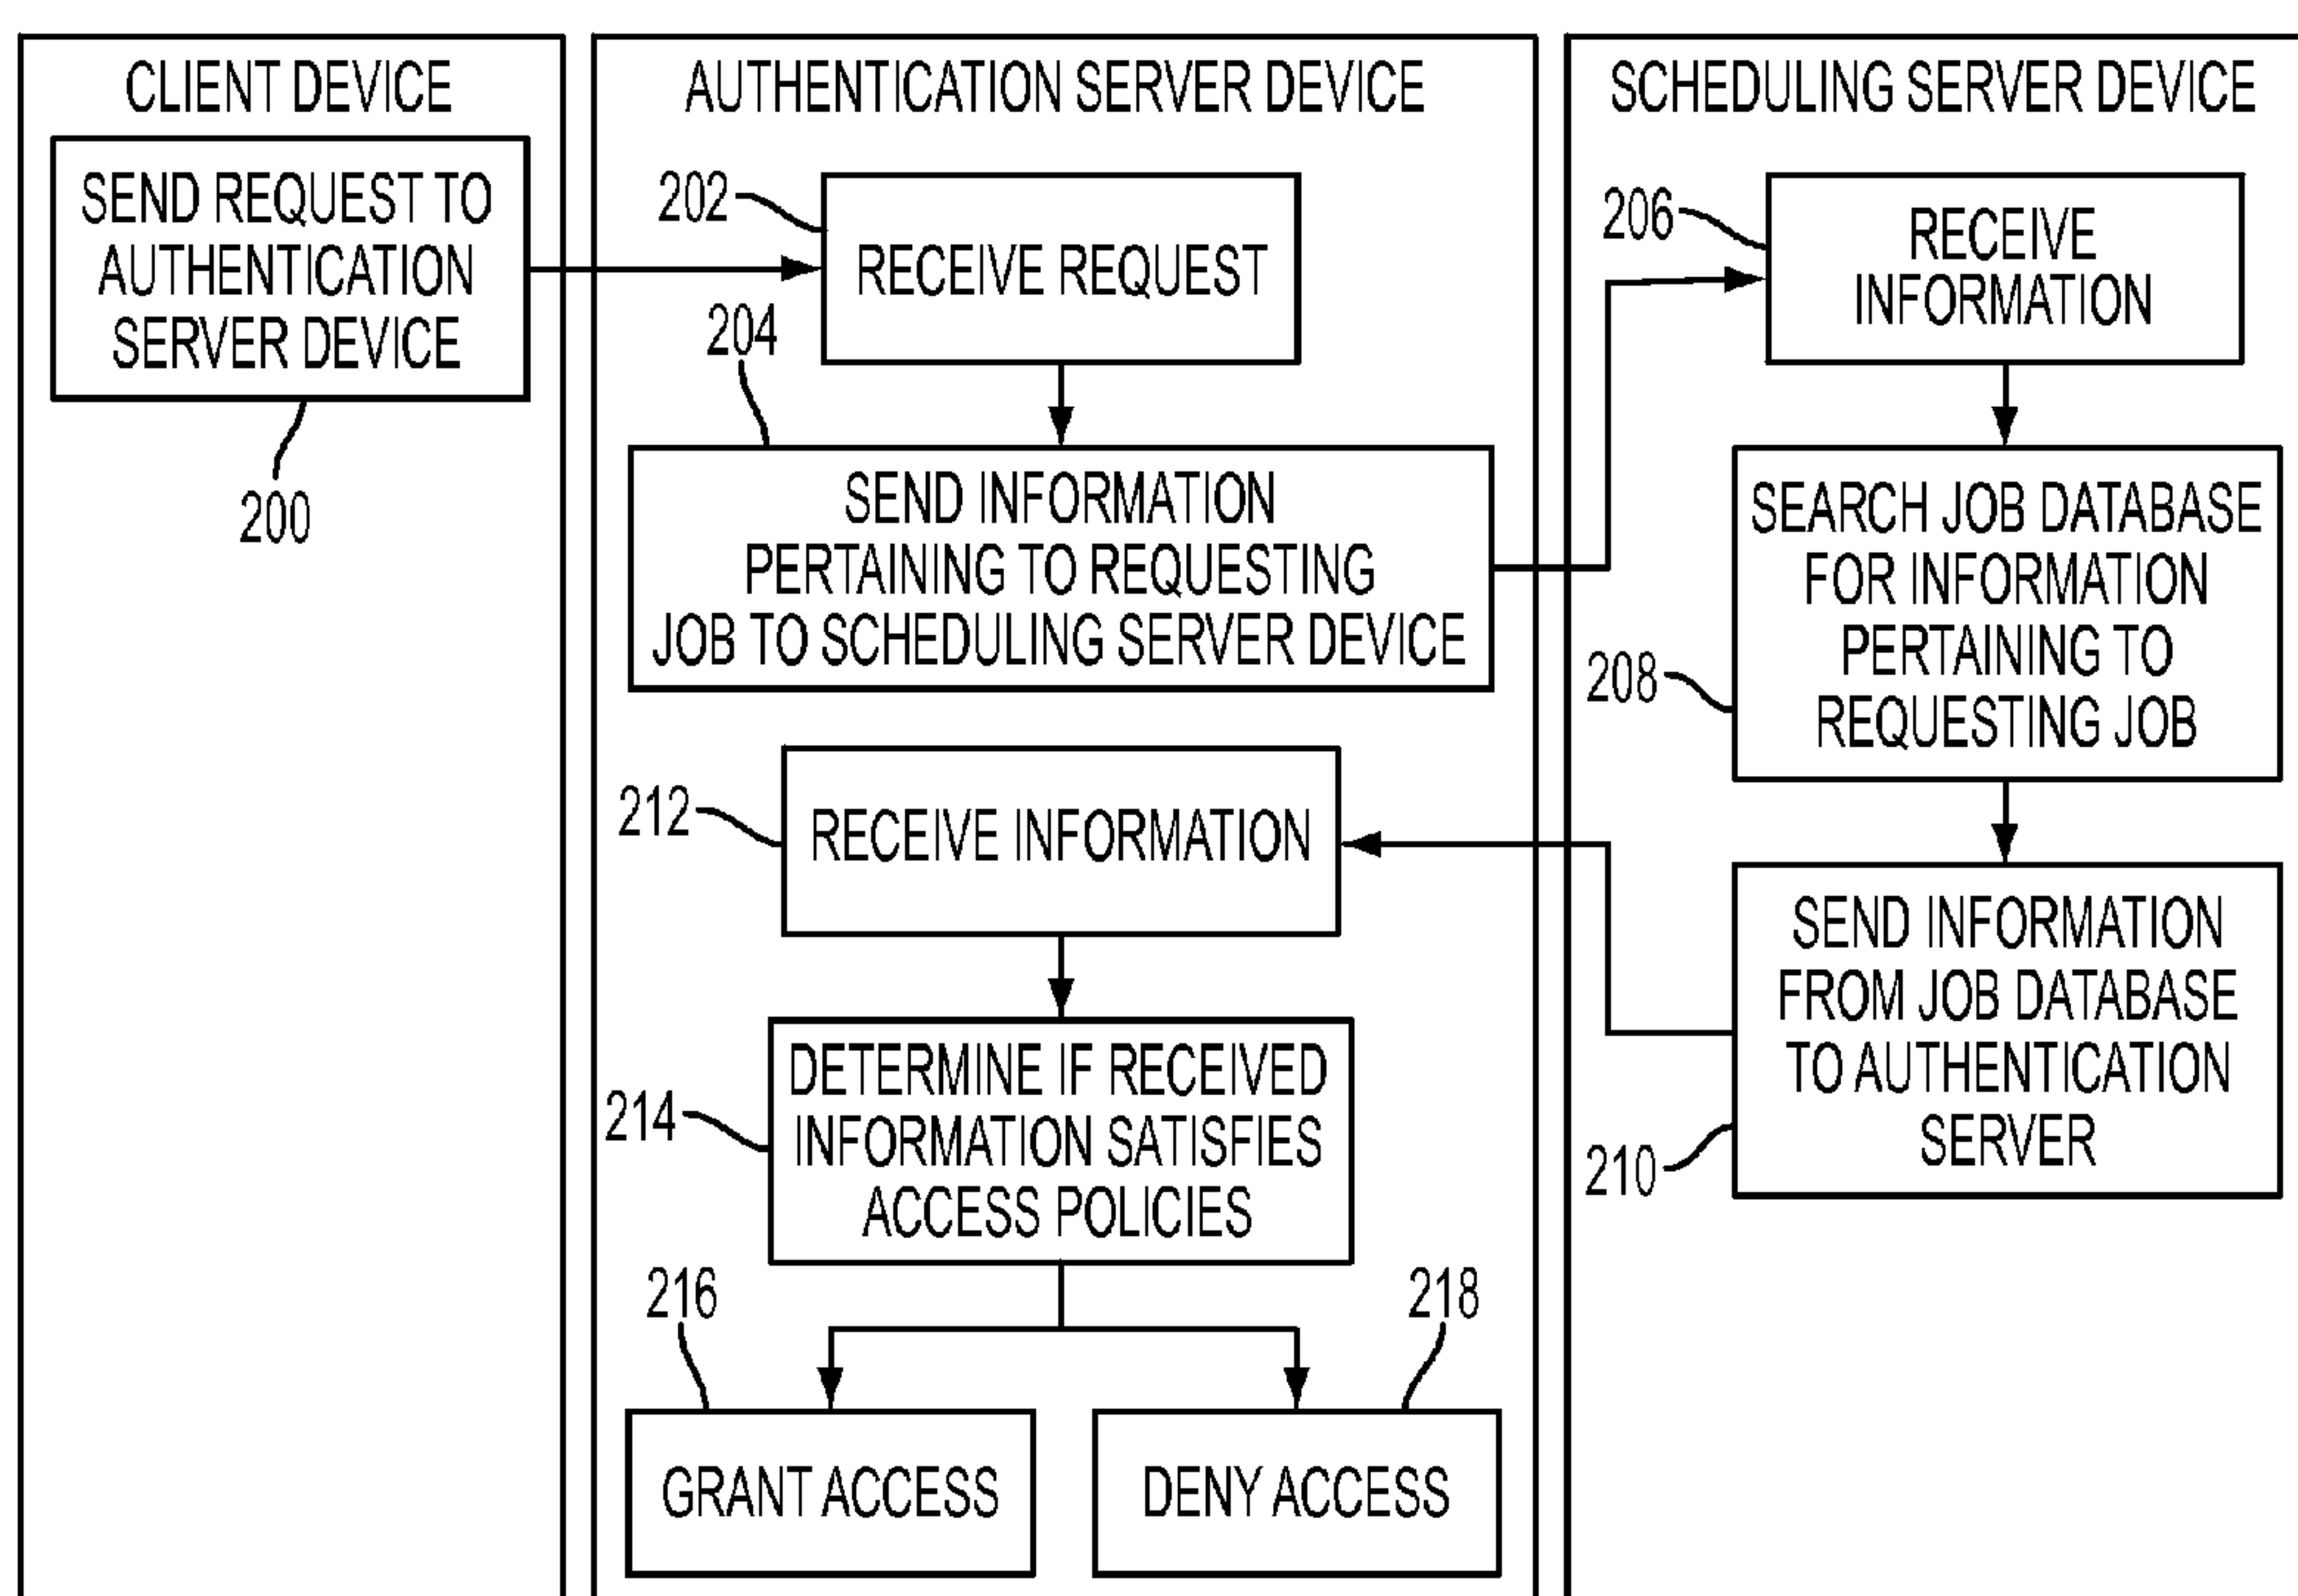 CLIENT DEVICE
SEND REQUEST TO
AUTHENTICATION
SERVER DEVICE
200
AUTHENTICATION SERVER DEVICE
202
RECEIVE REQUEST
204
SEND INFORMATION
PERTAINING TO REQUESTING
JOB TO SCHEDULING SERVER DEVICE
212
RECEIVE INFORMATION
214
DETERMINE IF RECEIVED
INFORMATION SATISFIES
ACCESS POLICIES
216
218
GRANT ACCESS
DENY ACCESS
SCHEDULING SERVER DEVICE
206
RECEIVE
INFORMATION
208
SEARCH JOB DATABASE
FOR INFORMATION
PERTAINING TO
REQUESTING JOB
210
SEND INFORMATION
FROM JOB DATABASE
TO AUTHENTICATION
SERVER